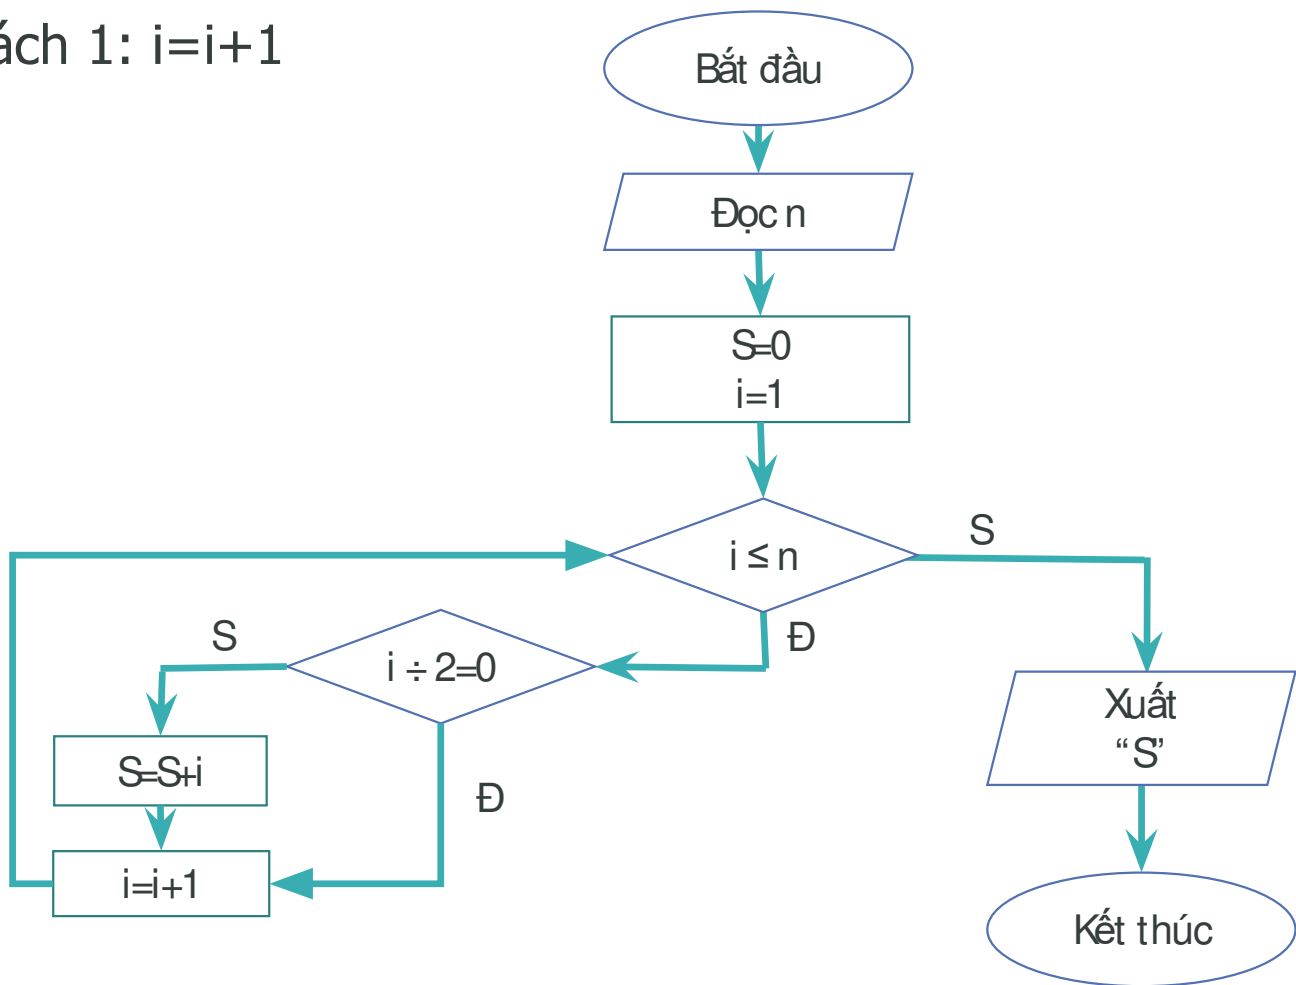 ách 1: i=i+1
Bắt đầu
Đọc n
S=0
i=1
i ≤ n
S
Đ
i ÷ 2=0
S
Đ
S=S+i
i=i+1
Xuất
“S”
Kết thúc